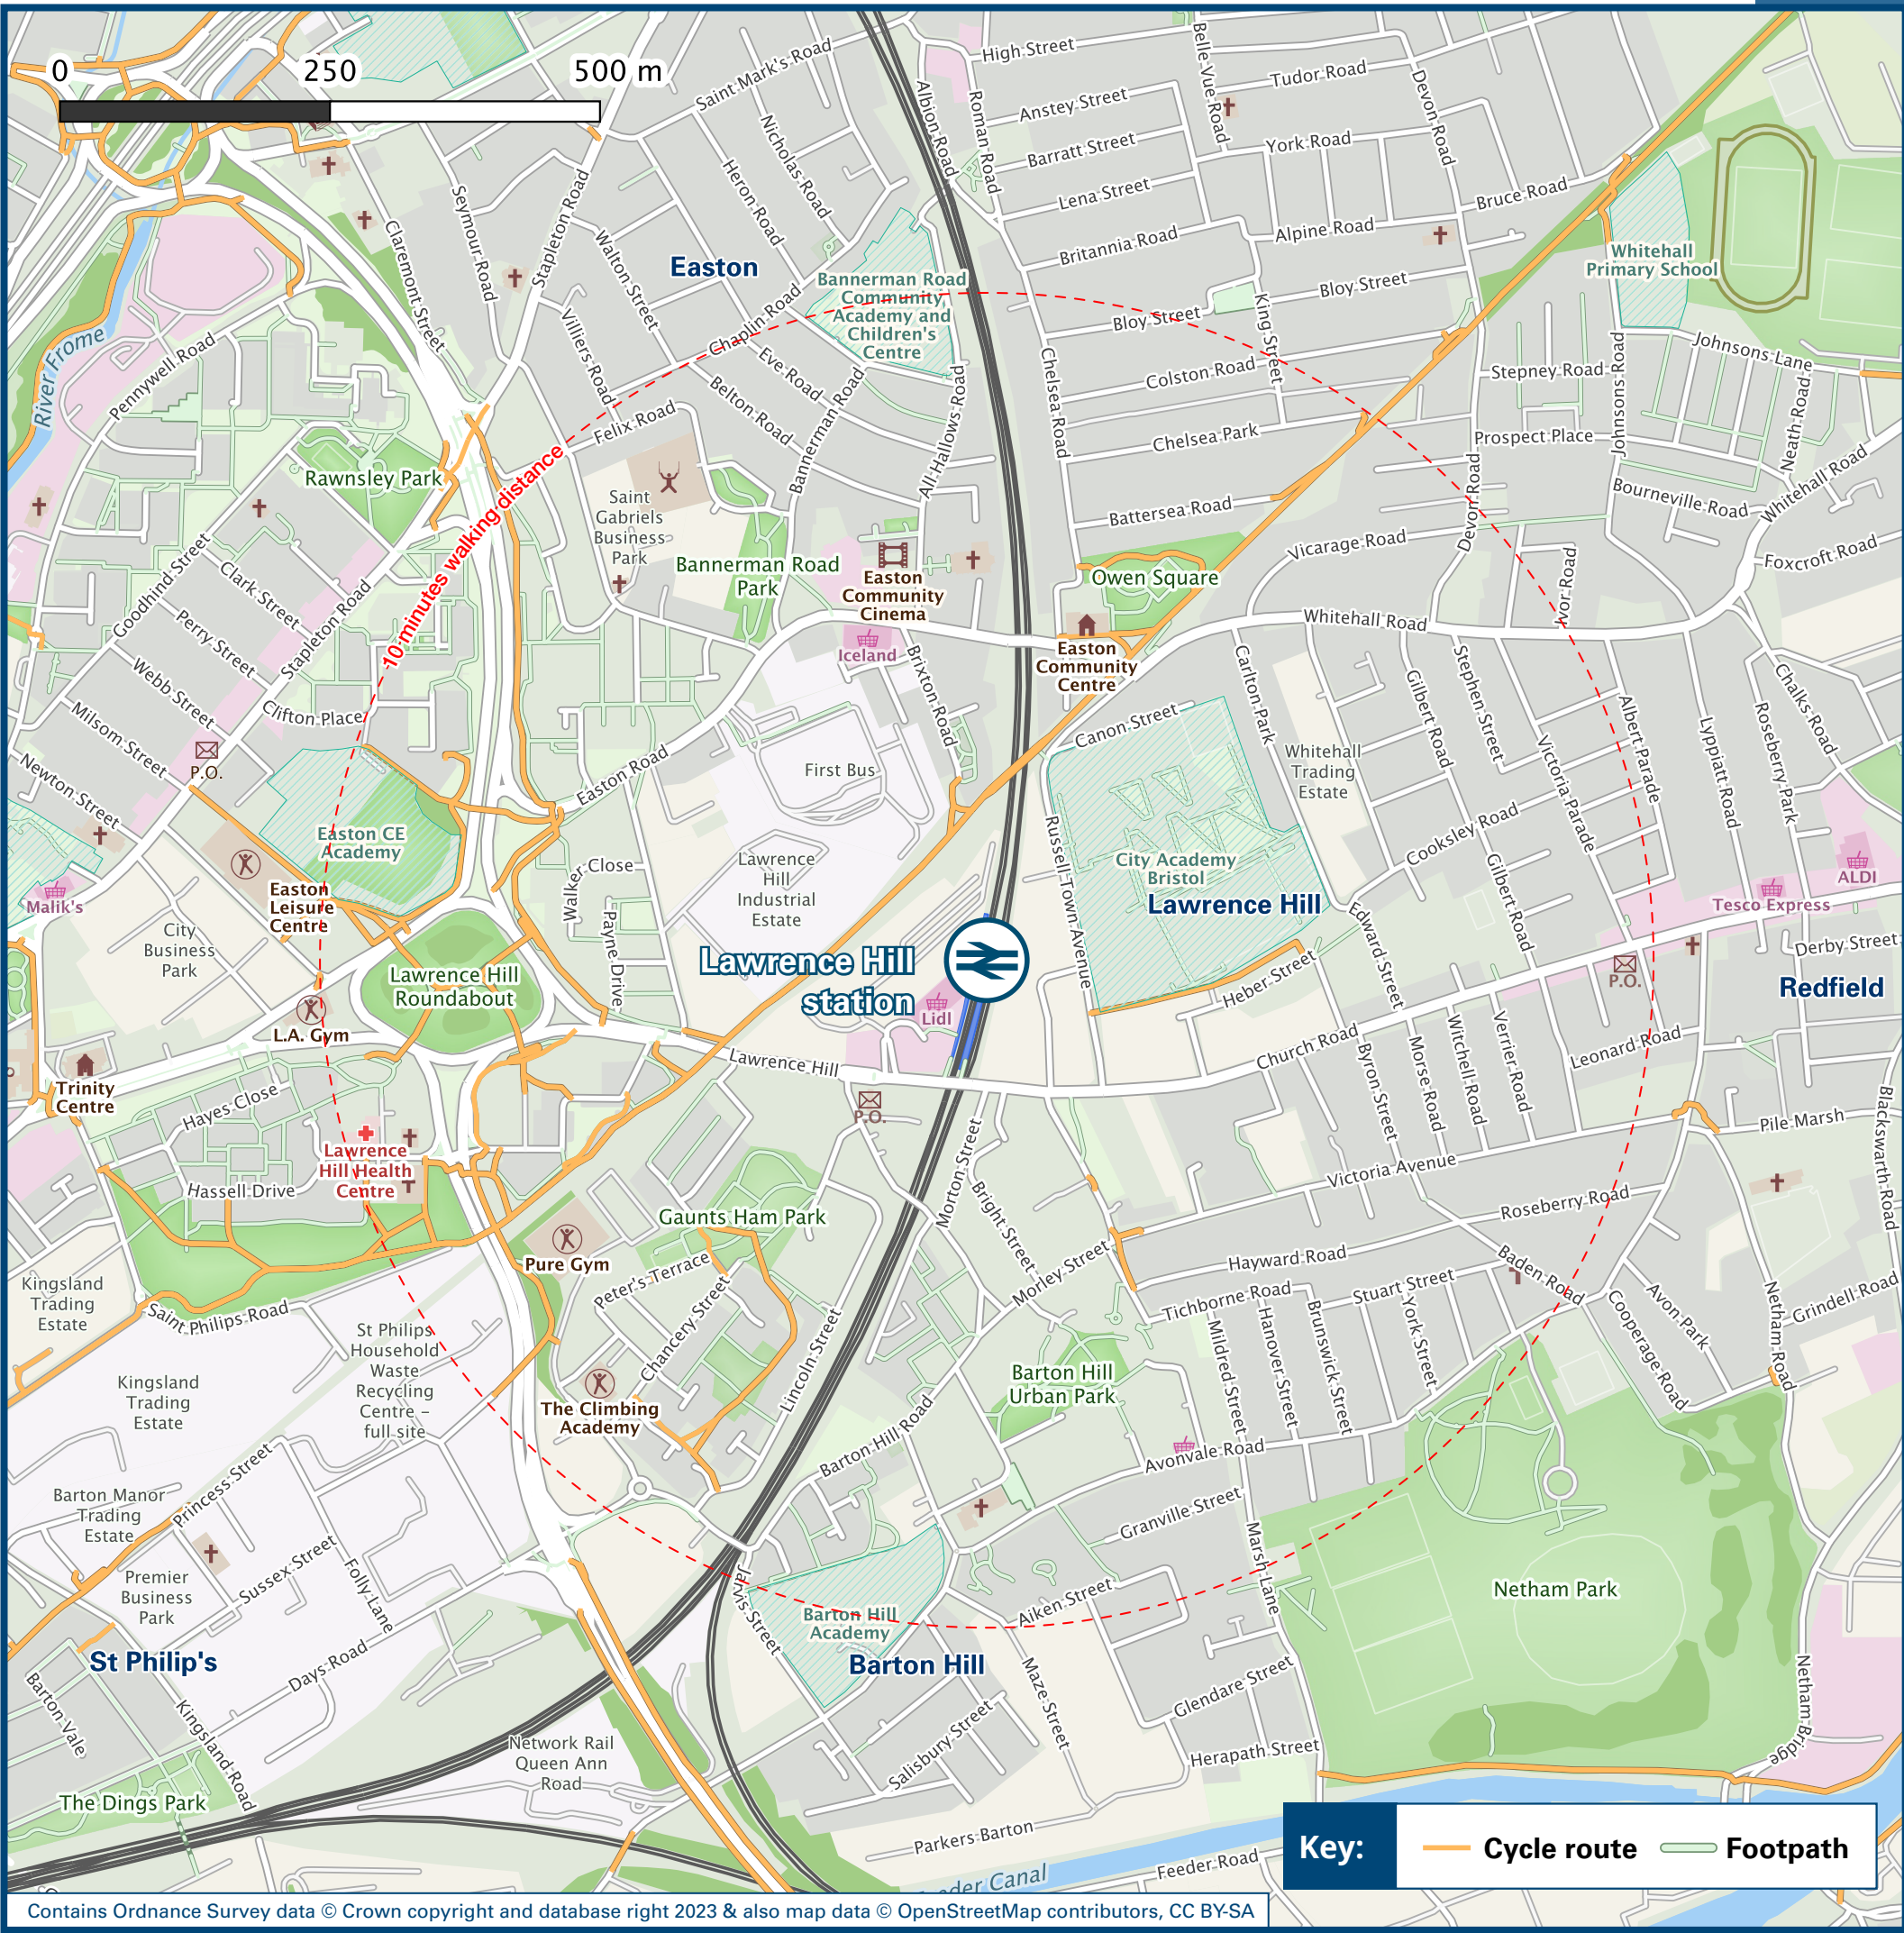 0
250
500 m
Saint Mark's Road
High Street
Belle Vue Road
Tudor Road
Devon Road
Anstey Street
Albion Road
Roman Road
Nicholas Road
Barratt Street
York Road
Heron Road
Lena Street
Bruce Road
Seymour Road
Stapleton Road
Claremont Street
Walton Street
Britannia Road
Alpine Road
Whitehall
Primary School
Easton
Bannerman Road
Community
Academy and
Children's
Centre
Bloy Street
Bloy Street
King Street
Villiers Road
Chaplin Road
River Frome
Pennywell Road
Eve Road
Belton Road
Bannerman Road
All Hallows Road
Chelsea Road
Colston Road
Stepney Road
Johnsons Road
Johnsons Lane
Neath Road
Felix Road
Chelsea Park
Prospect Place
Whitehall Road
Rawnsley Park
10 minutes walking distance
Saint
Gabriels
Business
Park
Battersea Road
Devon Road
Bourneville Road
Vicarage Road
Foxcroft Road
Ivor Road
Bannerman Road
Park
Easton
Community
Cinema
Owen Square
Goodhind Street
Clark Street
Perry Street
Stapleton Road
Webb Street
Clifton Place
Milsom Street
Newton Street
P.O.
Iceland
Brixton Road
Easton
Community
Centre
Whitehall Road
Carlton Park
Gilbert Road
Stephen Street
Albert Parade
Chalks Road
Canon Street
Whitehall
Trading
Estate
Victoria Parade
Lyppiatt Road
Roseberry Park
First Bus
Easton Road
Easton CE
Academy
Cooksley Road
Malik's
Easton
Leisure
Centre
Walker Close
Payne Drive
Lawrence
Hill
Industrial
Estate
Russell Town Avenue
City Academy
Bristol
Lawrence Hill
Gilbert Road
Edward Street
ALDI
Tesco Express
City
Business
Park
Lawrence Hill
Roundabout
Lawrence Hill
station
Lidl
Heber Street
P.O.
Derby Street
Redfield
L.A. Gym
Trinity
Centre
Lawrence Hill
P.O.
Church Road
Byron Street
Morse Road
Witchell Road
Verrier Road
Leonard Road
Hayes Close
Lawrence
Hill Health
Centre
Hassell Drive
Pile Marsh
Blackswarth Road
Victoria Avenue
Roseberry Road
Morton Street
Bright Street
Gaunts Ham Park
Pure Gym
Peter's Terrace
Chancery Street
Hayward Road
Morley Street
Baden Road
Kingsland
Trading
Estate
Saint Philips Road
Tichborne Road
Stuart Street
Avon Park
Cooperage Road
Netham Road
Grindell Road
St Philips
Household
Waste
Recycling
Centre –
full site
Kingsland
Trading
Estate
Mildred Street
Hanover Street
Brunswick Street
York Street
Lincoln Street
The Climbing
Academy
Barton Hill
Urban Park
Barton Hill Road
Avonvale Road
Princess Street
Barton Manor
Trading
Estate
Granville Street
Marsh Lane
Sussex Street
Folly Lane
Premier
Business
Park
Jarvis Street
Barton Hill
Academy
Aiken Street
Netham Park
St Philip's
Days Road
Barton Hill
Maze Street
Glendare Street
Netham Bridge
Barton Vale
Kingsland Road
Network Rail
Queen Ann
Road
Salisbury Street
Herapath Street
The Dings Park
Parkers Barton
Feeder Road
Canal
Key:
Cycle route
Footpath
Contains Ordnance Survey data © Crown copyright and database right 2023 & also map data © OpenStreetMap contributors, CC BY-SA